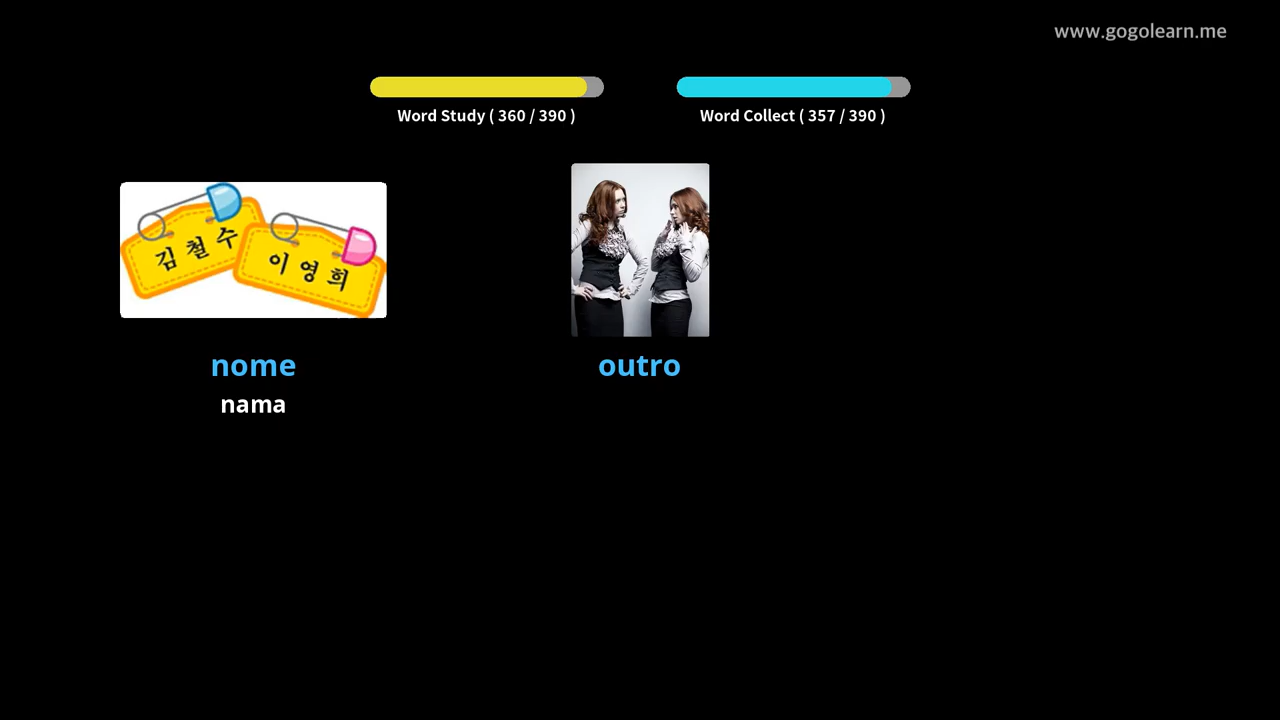 www.gogolearn.me
Word Study ( 360 / 390 )
Word Collect ( 357 / 390 )
김철수
이영희
nome
nama
outro